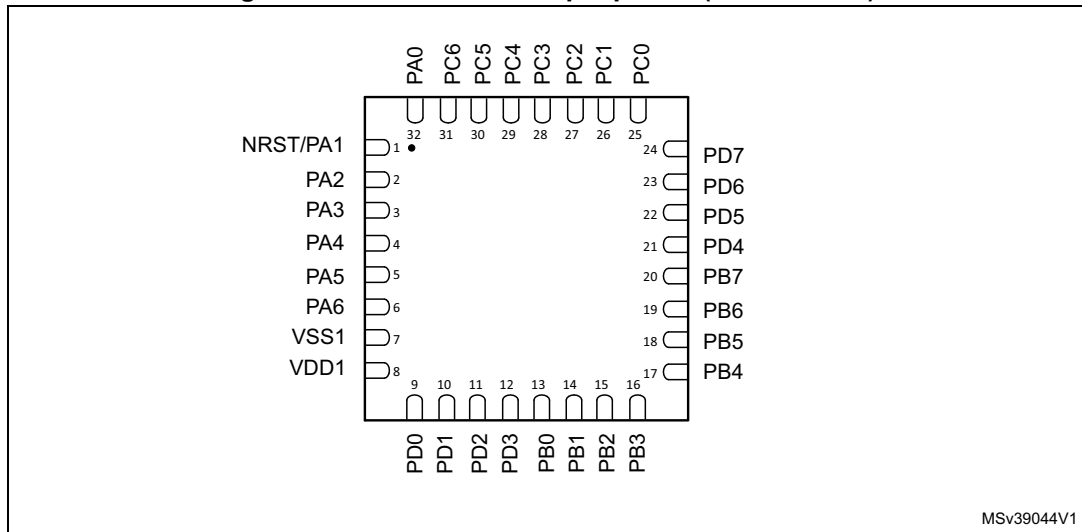 PA0 PC6 PC5 PC4 PC3 PC2 PC1 PC0
32 31 30 29 28 27 26 25
NRST/PA1 1 24 PD7
PA2 2 23 PD6
PA3 3 22 PD5
PA4 4 21 PD4
PA5 5 20 PB7
PA6 6 19 PB6
VSS1 7 18 PB5
VDD1 8 17 PB4
9 10 11 12 13 14 15 16
PD0 PD1 PD2 PD3 PB0 PB1 PB2 PB3
MSv39044V1